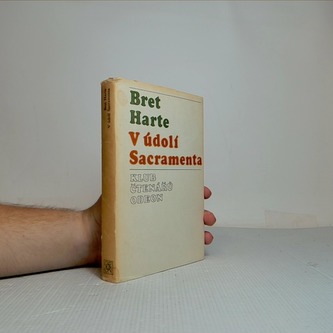 Bret
Harte
V údolí
Sacramenta
KLUB
ČTENÁŘŮ
ODEON